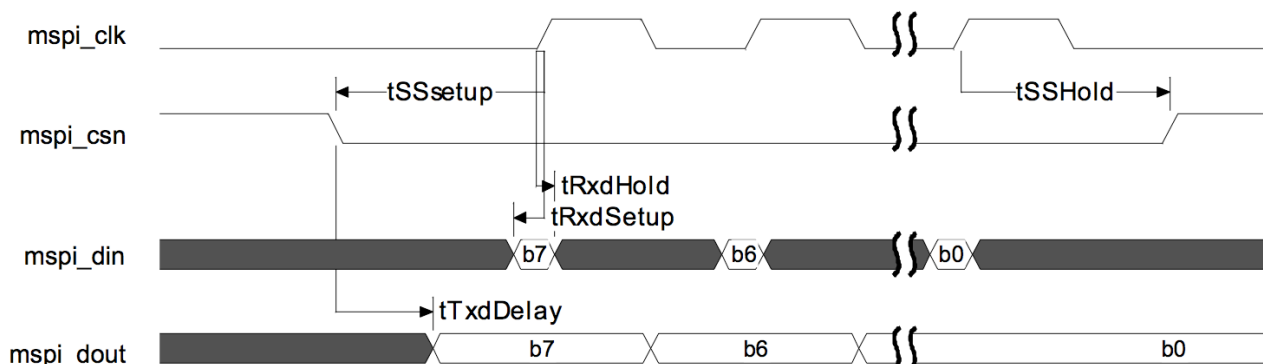 mspi_clk
tSSsetup
tSSHold
mspi_csn
tRxdHold
tRxdSetup
mspi_din b7 b6 b0
tTxdDelay
mspi_dout b7 b6 b0